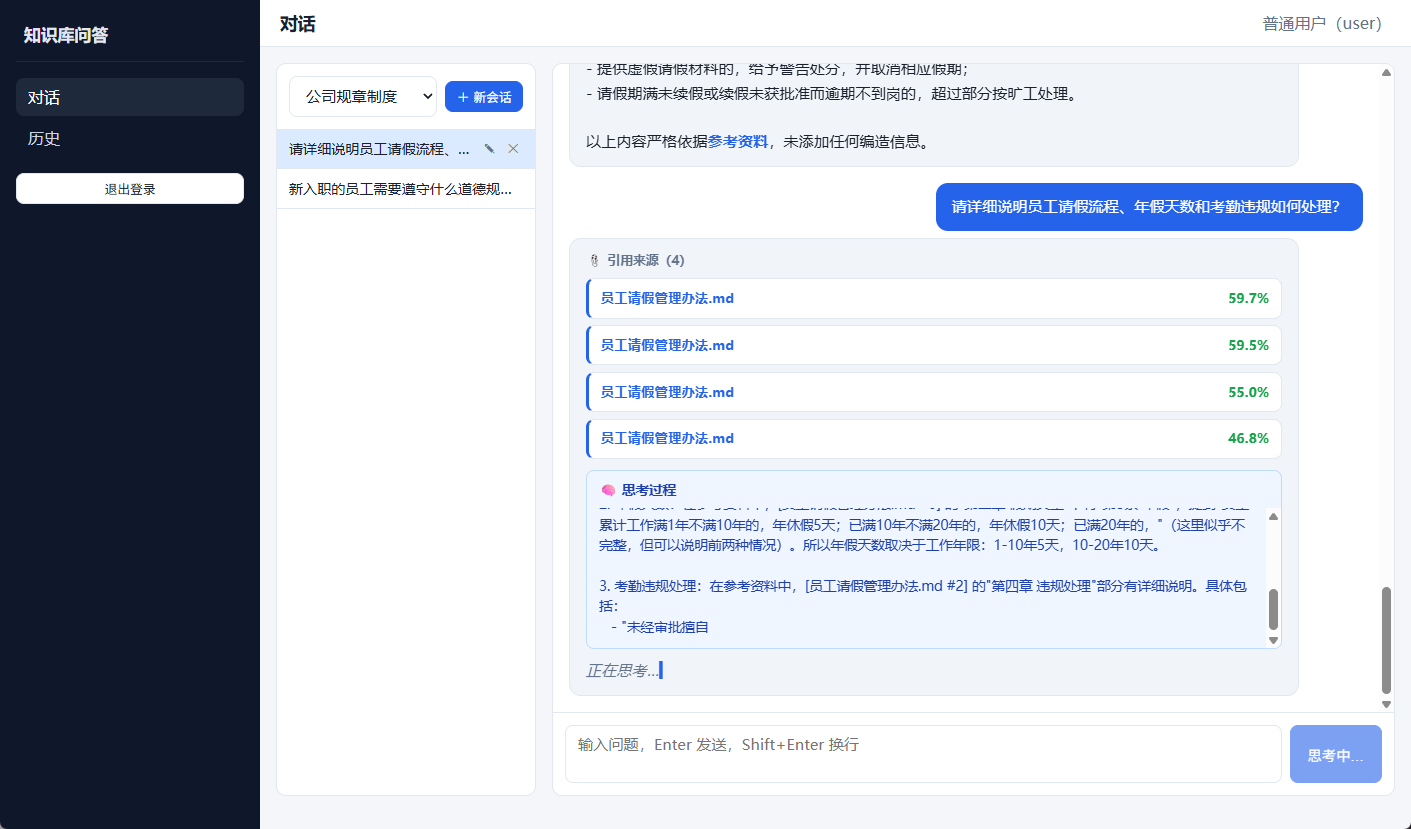 知识库问答
对话
历史
退出登录
对话
普通用户（user）
公司规章制度
＋ 新会话
请详细说明员工请假流程、...
新入职的员工需要遵守什么道德规...
- 提供虚假请假材料的，给予警告处分，并取消相应假期；
- 请假期满未续假或续假未获批准而逾期不到岗的，超过部分按旷工处理。
以上内容严格依据参考资料，未添加任何编造信息。
请详细说明员工请假流程、年假天数和考勤违规如何处理？
引用来源（4）
员工请假管理办法.md 59.7%
员工请假管理办法.md 59.5%
员工请假管理办法.md 55.0%
员工请假管理办法.md 46.8%
思考过程
累计工作满1年不满10年的，年休假5天；已满10年不满20年的，年休假10天；已满20年的，"（这里似乎不
完整，但可以说明前两种情况）。所以年假天数取决于工作年限：1-10年5天，10-20年10天。
3. 考勤违规处理：在参考资料中，[员工请假管理办法.md #2] 的"第四章 违规处理"部分有详细说明。具体包
括：
- "未经审批擅自
正在思考...
输入问题，Enter 发送，Shift+Enter 换行
思考中...